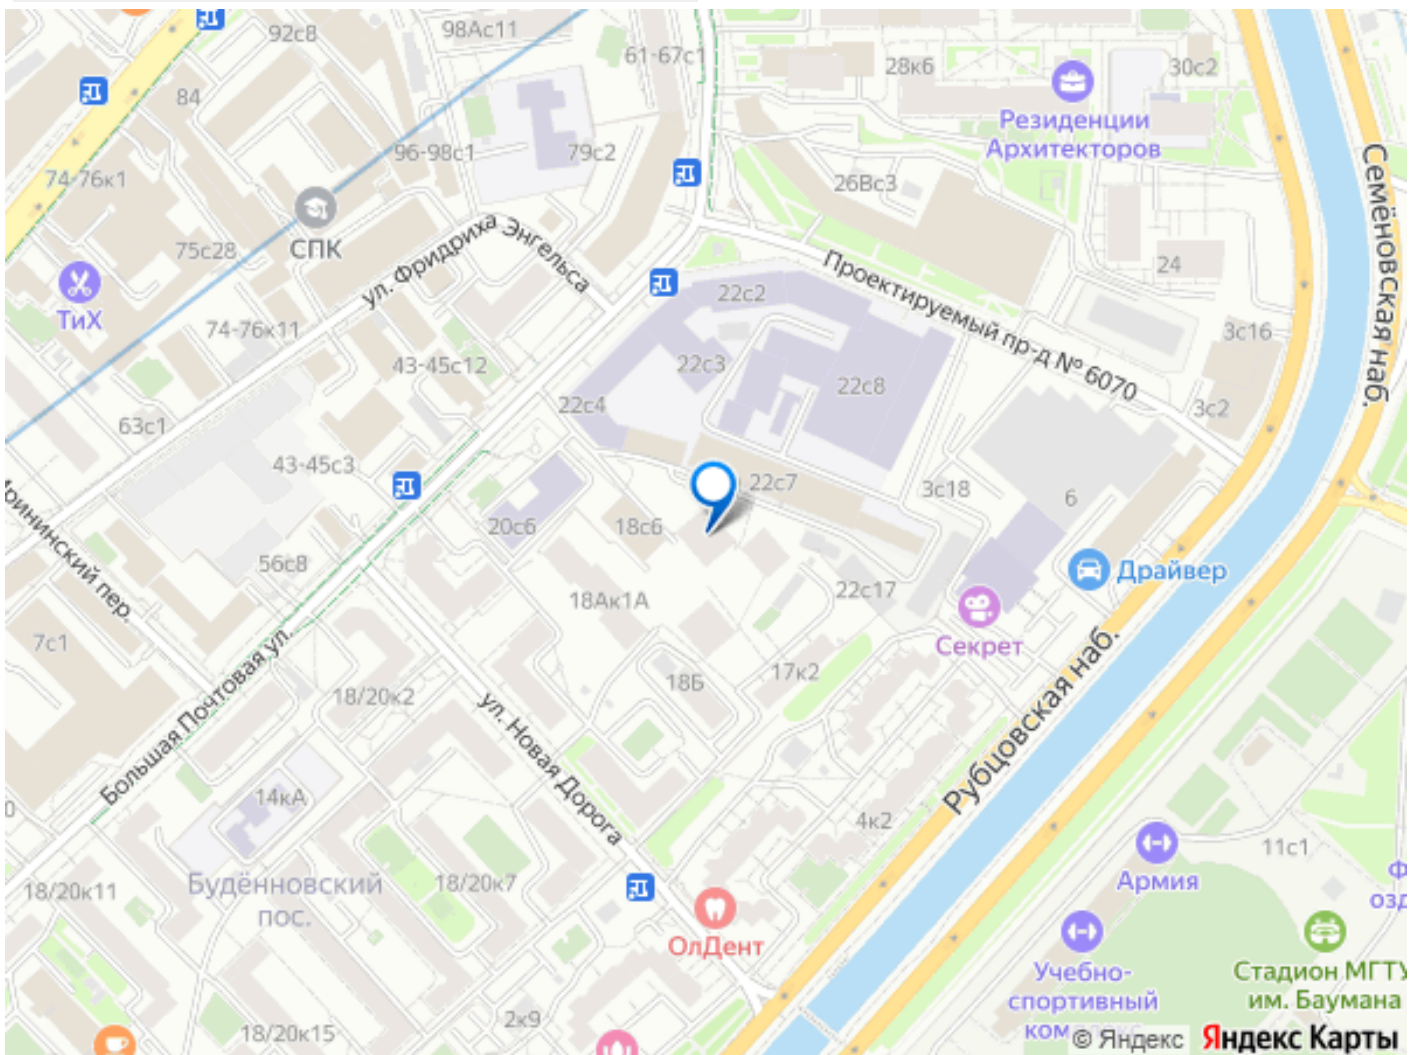 92с8
98Ас11
61-67с1
28к6
30с2
84
Резиденции
Архитекторов
96-98с1
79с2
74-76к1
26Вс3
Семёновская наб.
СПК
75с28
ул. Фридриха Энгельса
24
Проектируемый пр-д № 6070
ТиХ
74-76к11
22с2
3с16
43-45с12
22с3
22с8
22с4
3с2
63с1
43-45с3
22с7
3с18
6
20с6
18с6
56с8
Драйвер
18Ак1А
22с17
пер.
7с1
Секрет
Большая Почтовая ул.
18/20к2
18Б
17к2
ул. Новая Дорога
Рубцовская наб.
14кА
4к2
11с1
Армия
Будённовский
пос.
18/20к11
18/20к7
ОлДент
Учебно-
спортивный
Стадион МГТУ
им. Баумана
18/20к15
2к9
© Яндекс
Яндекс Карты